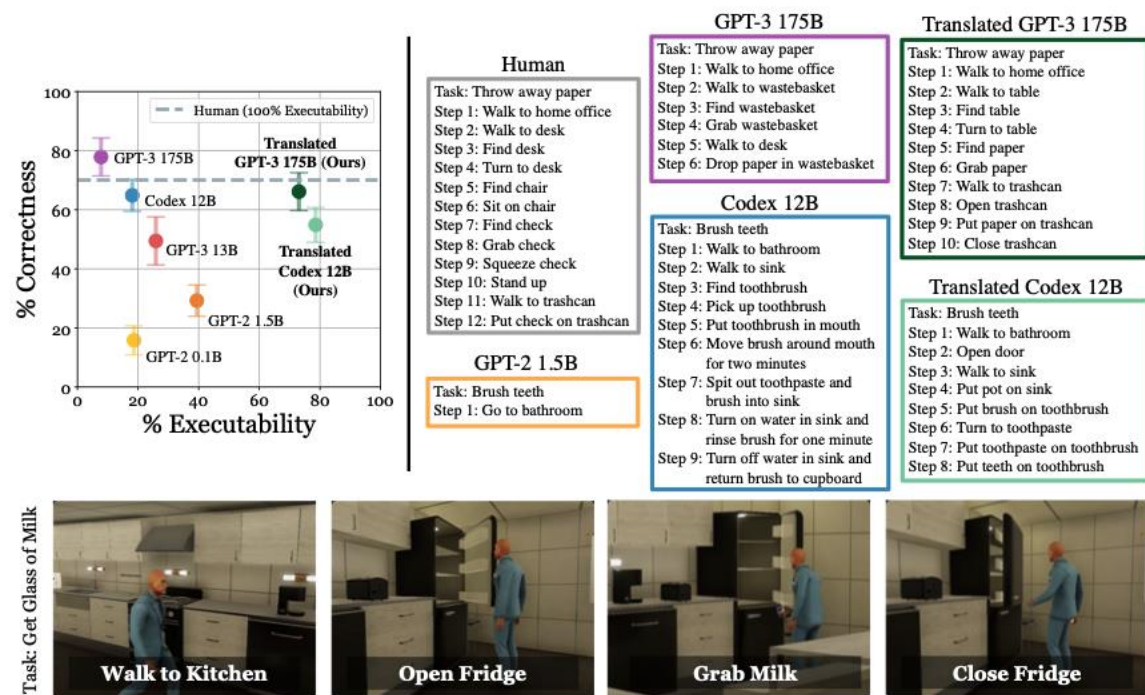 % Correctness
100
80
60
40
20
0
0
20
40
60
80
100
% Executability
Human (100% Executability)
GPT-3 175B
Codex 12B
GPT-3 13B
GPT-2 1.5B
GPT-2 0.1B
Translated
GPT-3 175B (Ours)
Translated
Codex 12B
(Ours)
Human
Task: Throw away paper
Step 1: Walk to home office
Step 2: Walk to desk
Step 3: Find desk
Step 4: Turn to desk
Step 5: Find chair
Step 6: Sit on chair
Step 7: Find check
Step 8: Grab check
Step 9: Squeeze check
Step 10: Stand up
Step 11: Walk to trashcan
Step 12: Put check on trashcan
GPT-2 1.5B
Task: Brush teeth
Step 1: Go to bathroom
GPT-3 175B
Task: Throw away paper
Step 1: Walk to home office
Step 2: Walk to wastebasket
Step 3: Find wastebasket
Step 4: Grab wastebasket
Step 5: Walk to desk
Step 6: Drop paper in wastebasket
Codex 12B
Task: Brush teeth
Step 1: Walk to bathroom
Step 2: Walk to sink
Step 3: Find toothbrush
Step 4: Pick up toothbrush
Step 5: Put toothbrush in mouth
Step 6: Move brush around mouth
for two minutes
Step 7: Spit out toothpaste and
brush into sink
Step 8: Turn on water in sink and
rinse brush for one minute
Step 9: Turn off water in sink and
return brush to cupboard
Translated GPT-3 175B
Task: Throw away paper
Step 1: Walk to home office
Step 2: Walk to table
Step 3: Find table
Step 4: Turn to table
Step 5: Find paper
Step 6: Grab paper
Step 7: Walk to trashcan
Step 8: Open trashcan
Step 9: Put paper on trashcan
Step 10: Close trashcan
Translated Codex 12B
Task: Brush teeth
Step 1: Walk to bathroom
Step 2: Open door
Step 3: Walk to sink
Step 4: Put pot on sink
Step 5: Put brush on toothbrush
Step 6: Turn to toothpaste
Step 7: Put toothpaste on toothbrush
Step 8: Put teeth on toothbrush
Task: Get Glass of Milk
Walk to Kitchen
Open Fridge
Grab Milk
Close Fridge